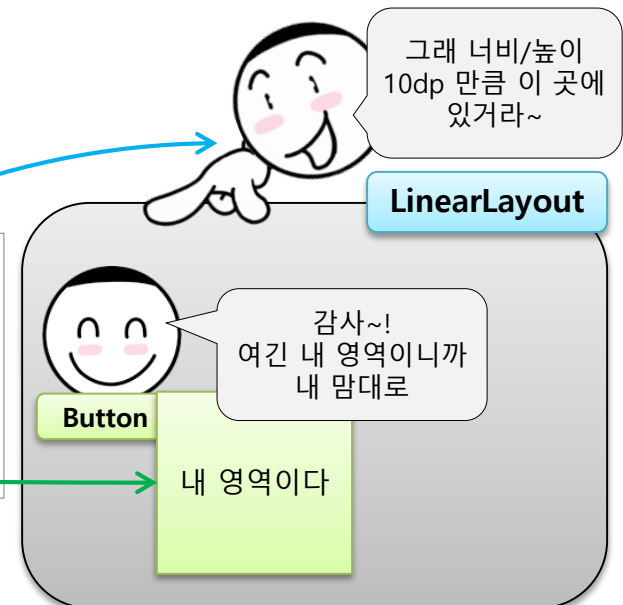 그래 너비/높이
10dp 만큼 이 곳에
있거라~
LinearLayout
감사~!
여긴 내 영역이니까
내 맘대로
Button
내 영역이다